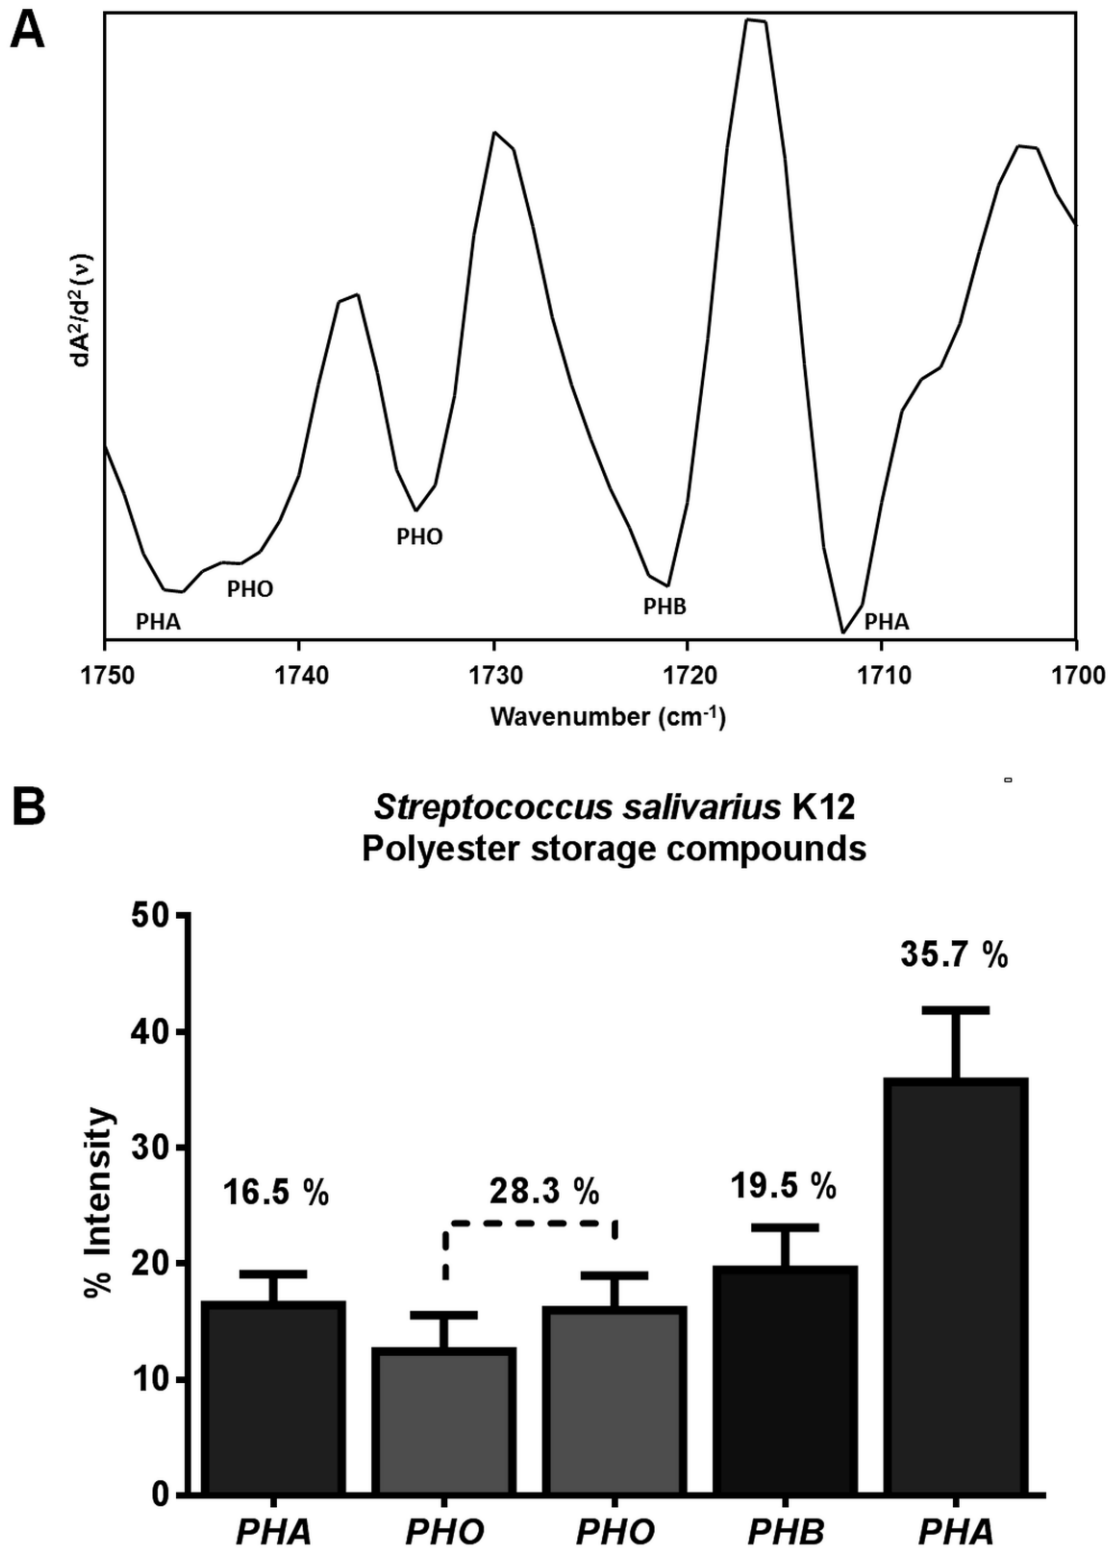 A
dA²/d²(ν)
PHA
PHO
PHO
PHB
PHA
1750 1740 1730 1720 1710 1700
Wavenumber (cm⁻¹)
B
Streptococcus salivarius K12
Polyester storage compounds
% Intensity
50
40
30
20
10
0
16.5 %
28.3 %
19.5 %
35.7 %
PHA PHO PHO PHB PHA